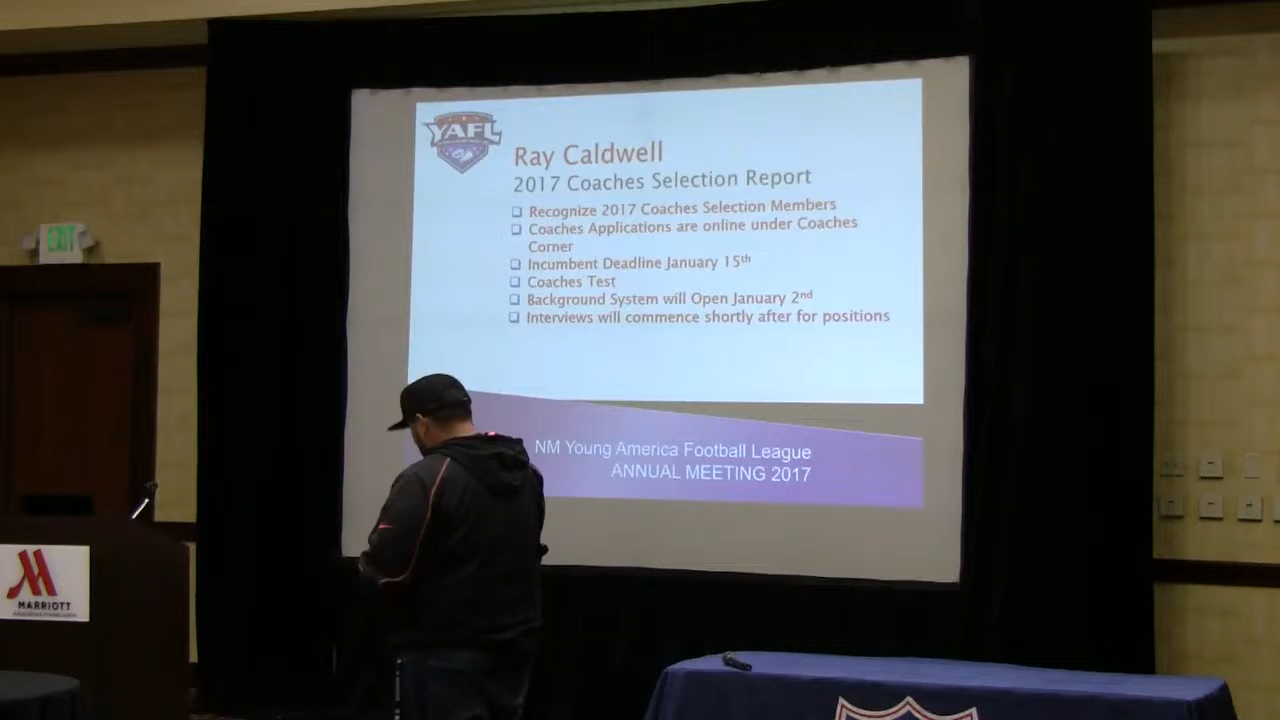 EXIT
YAFL
Ray Caldwell
2017 Coaches Selection Report
Recognize 2017 Coaches Selection Members
Coaches Applications are online under Coaches
Corner
Incumbent Deadline January 15th
Coaches Test
Background System will Open January 2nd
Interviews will commence shortly after for positions
NM Young America Football League
ANNUAL MEETING 2017
MARRIOTT